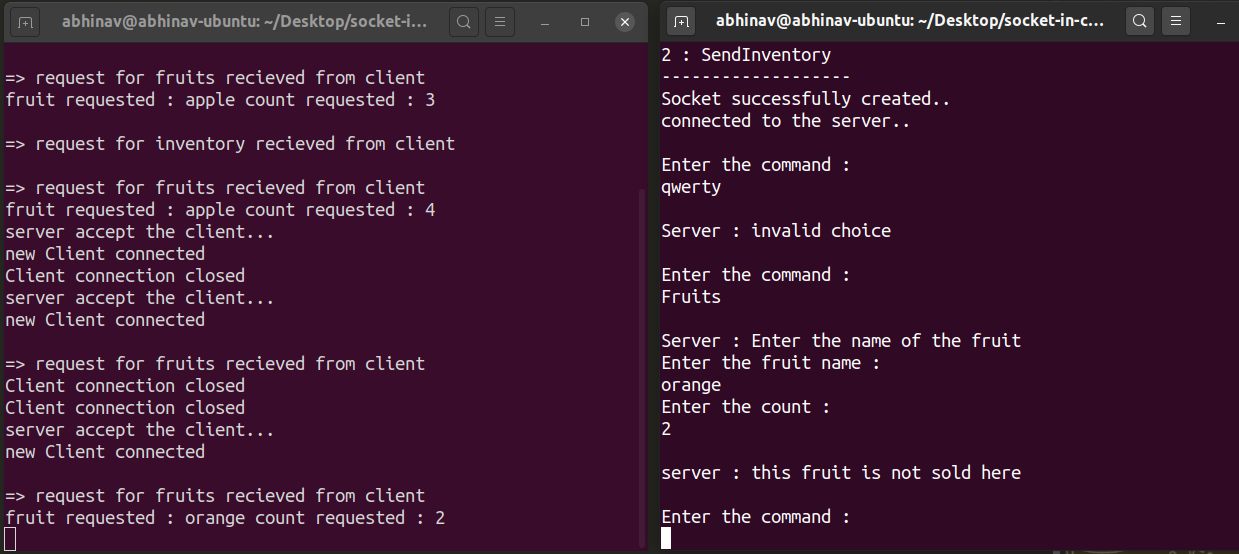 abhinav@abhinav-ubuntu: ~/Desktop/socket-i...
=> request for fruits recieved from client
fruit requested : apple count requested : 3
=> request for inventory recieved from client
=> request for fruits recieved from client
fruit requested : apple count requested : 4
server accept the client...
new Client connected
Client connection closed
server accept the client...
new Client connected
=> request for fruits recieved from client
Client connection closed
Client connection closed
server accept the client...
new Client connected
=> request for fruits recieved from client
fruit requested : orange count requested : 2
abhinav@abhinav-ubuntu: ~/Desktop/socket-in-c...
2 : SendInventory
-------------------
Socket successfully created..
connected to the server..
Enter the command :
qwerty
Server : invalid choice
Enter the command :
Fruits
Server : Enter the name of the fruit
Enter the fruit name :
orange
Enter the count :
2
server : this fruit is not sold here
Enter the command :